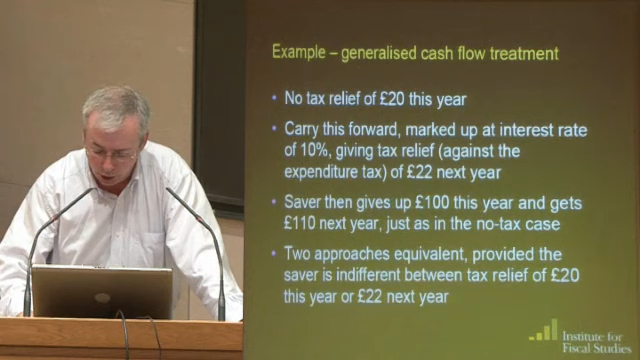 Example – generalised cash flow treatment
• No tax relief of £20 this year
• Carry this forward, marked up at interest rate
of 10%, giving tax relief (against the
expenditure tax) of £22 next year
• Saver then gives up £100 this year and gets
£110 next year, just as in the no-tax case
• Two approaches equivalent, provided the
saver is indifferent between tax relief of £20
this year or £22 next year
Institute for
Fiscal Studies